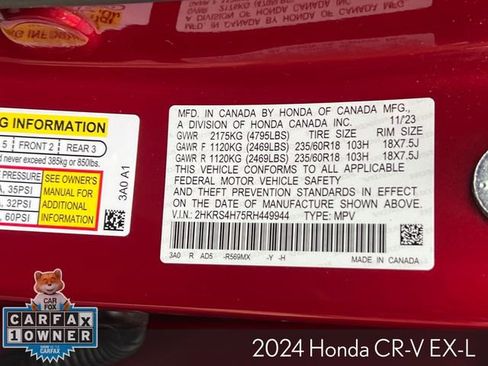 NG INFORMATION
5 FRONT 2 REAR 3
d never exceed 385kg or 850lbs.
PRESSURE
A, 35PSI
A, 32PSI
A, 60PSI
SEE OWNER'S
MANUAL FOR
ADDITIONAL
INFORMATION
3A0 A1
MFD. IN CANADA BY HONDA OF CANADA MFG.,
A DIVISION OF HONDA CANADA INC. 11/23
GVWR 2175KG (4795LBS) TIRE SIZE RIM SIZE
GAWR F 1120KG (2469LBS) 235/60R18 103H 18X7.5J
GAWR R 1120KG (2469LBS) 235/60R18 103H 18X7.5J
THIS VEHICLE CONFORMS TO ALL APPLICABLE
FEDERAL MOTOR VEHICLE SAFETY
AND THEFT PREVENTION STANDARDS IN EFFECT
ON THE DATE OF MANUFACTURE SHOWN ABOVE.
V.I.N.: 2HKRS4H75RH449944 TYPE: MPV
3A0 R AD5 -R569MX -Y -H
MADE IN CANADA
CAR
FOX
CARFAX
1 OWNER
CARFAX
2024 Honda CR-V EX-L